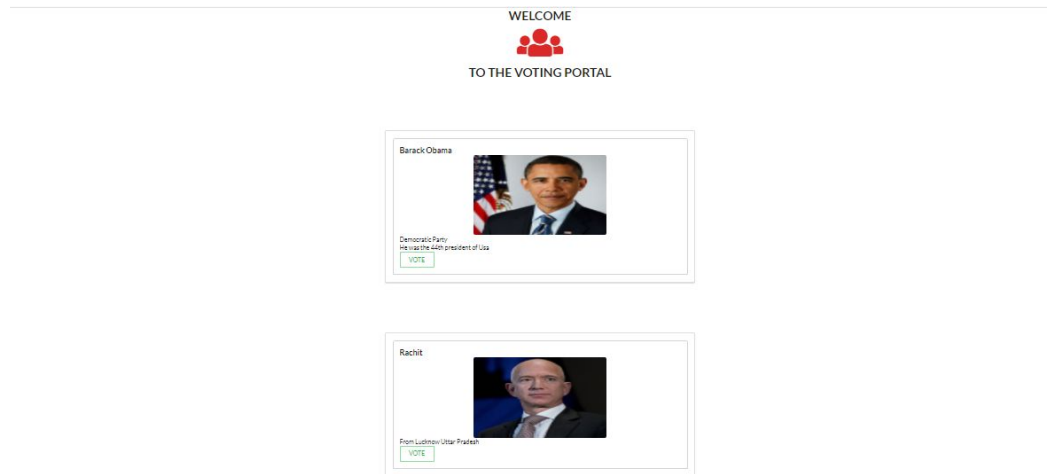 WELCOME
TO THE VOTING PORTAL
Barack Obama
Democratic Party
He was the 44th president of Usa
VOTE
Rachit
From Lucknow Uttar Pradesh
VOTE